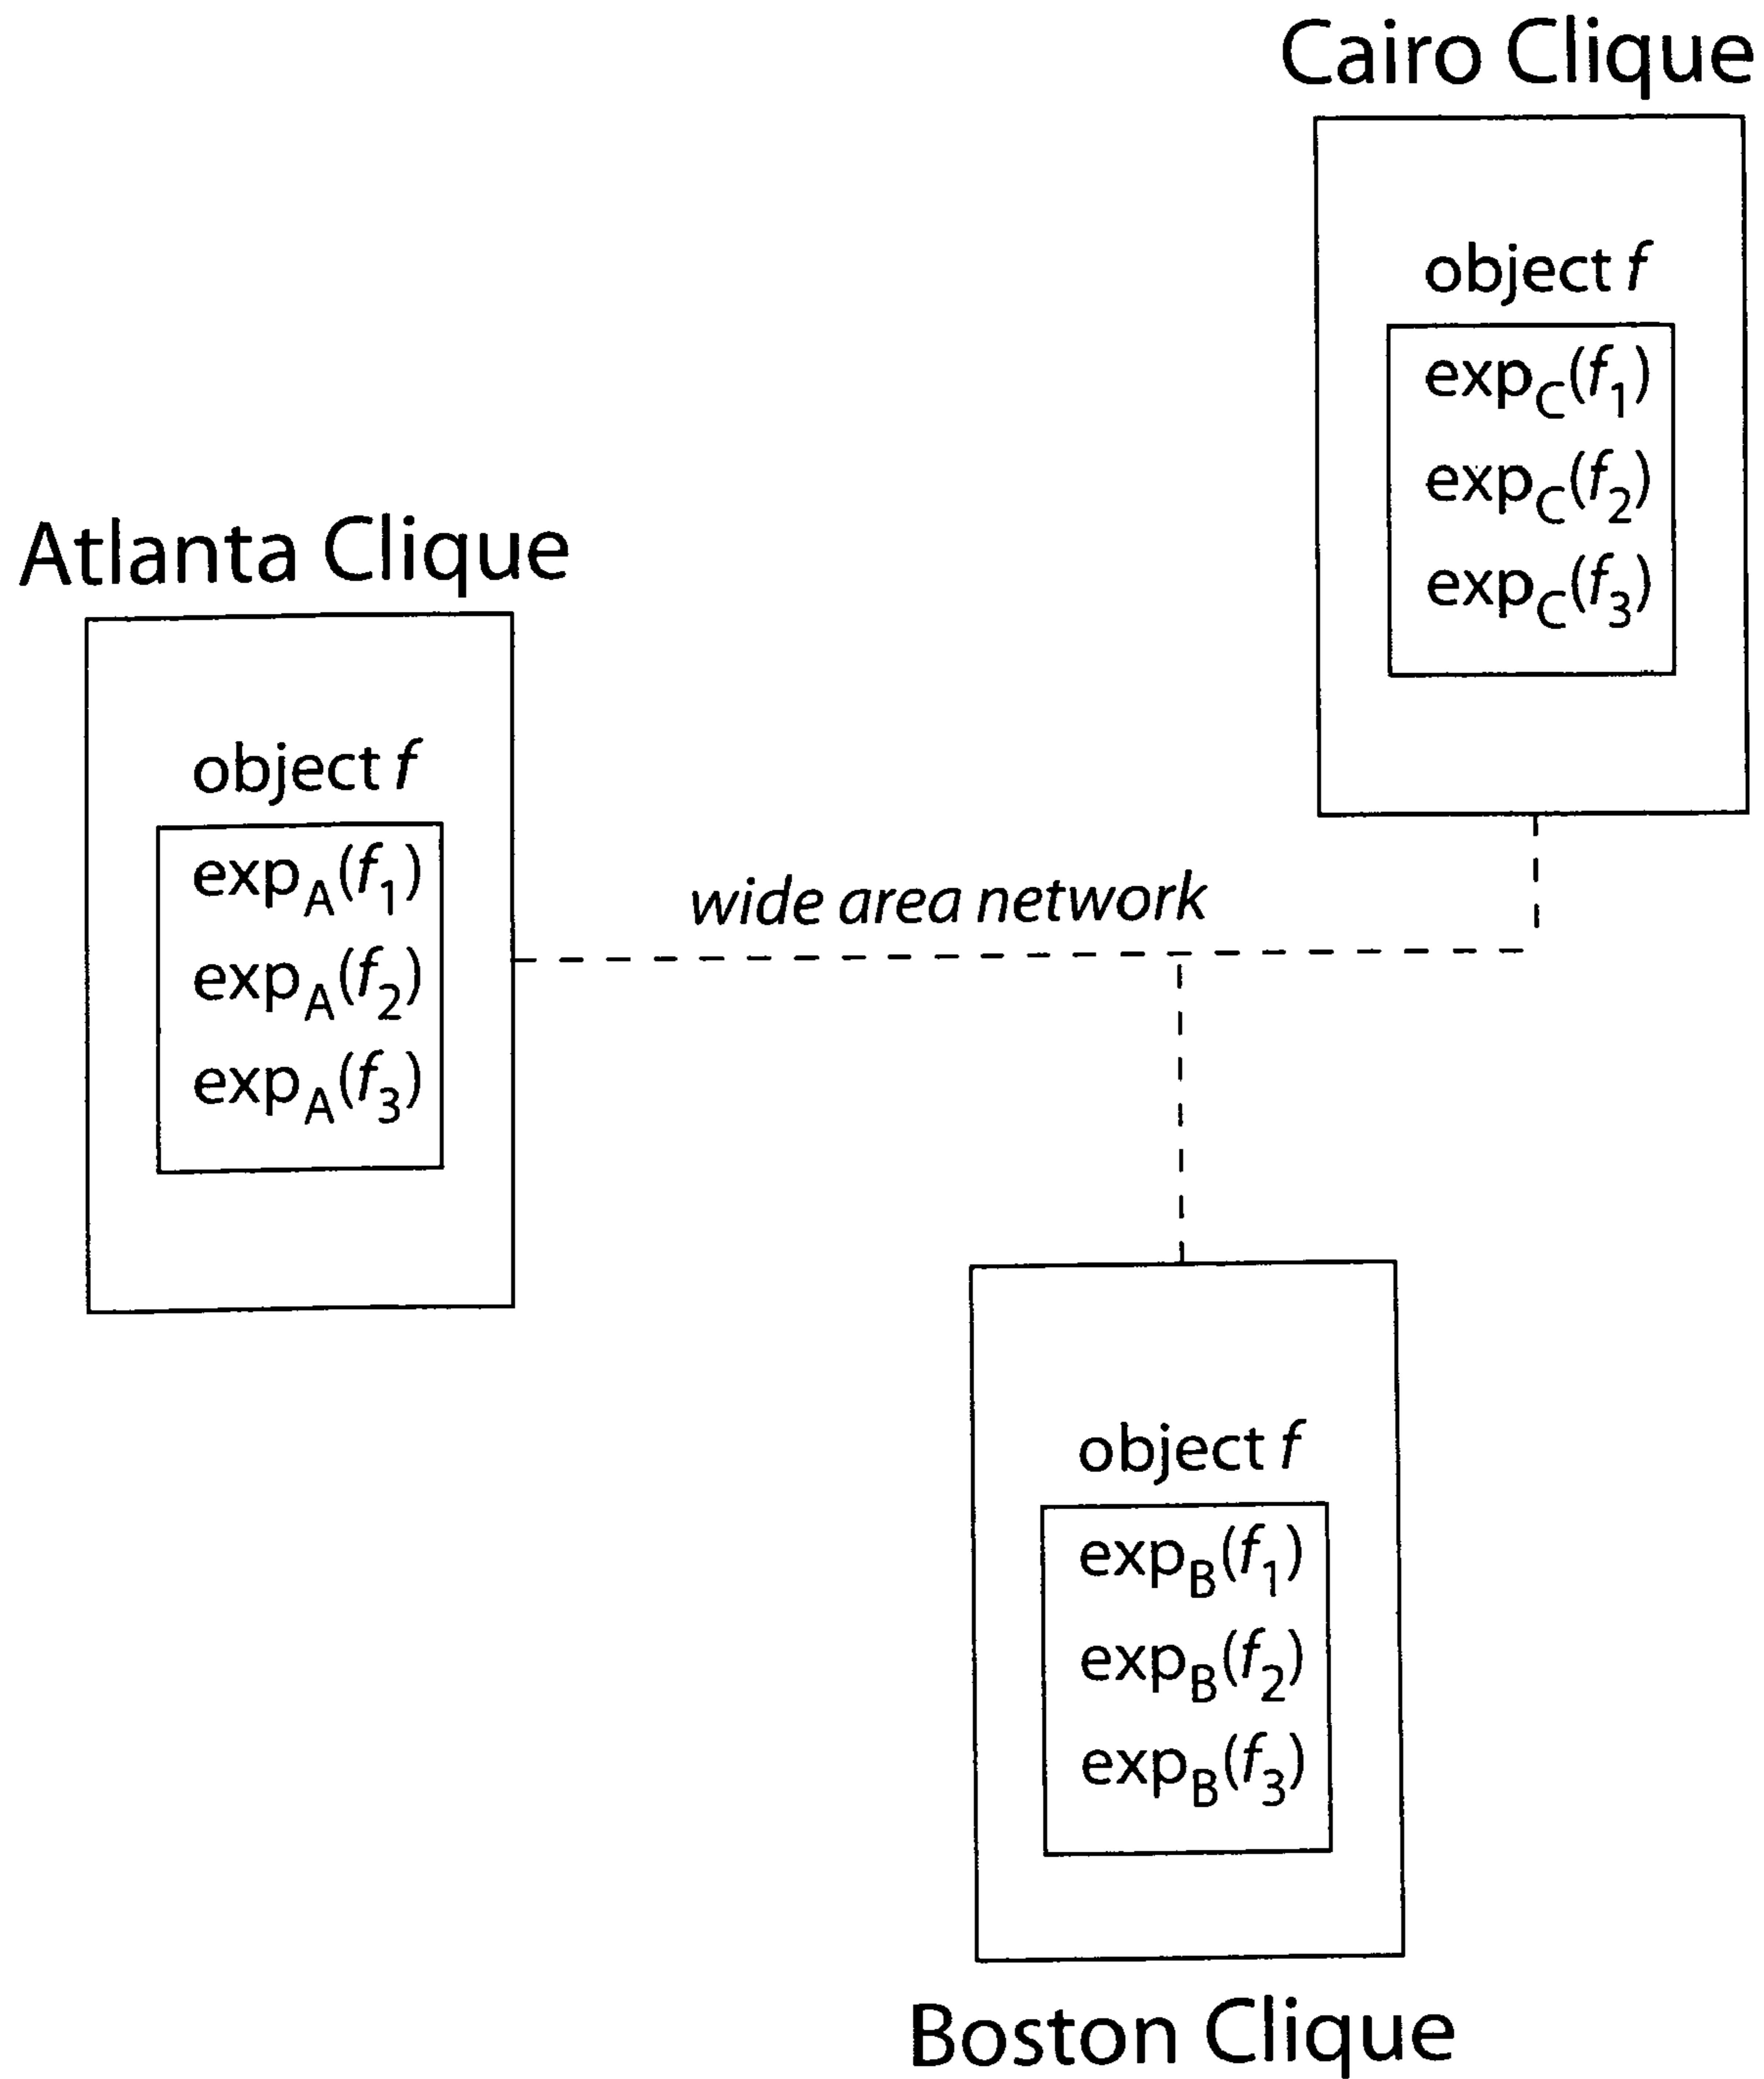 Cairo Clique
object f
exp_C(f_1)
exp_C(f_2)
exp_C(f_3)
Atlanta Clique
object f
exp_A(f_1)
exp_A(f_2)
exp_A(f_3)
wide area network
object f
exp_B(f_1)
exp_B(f_2)
exp_B(f_3)
Boston Clique